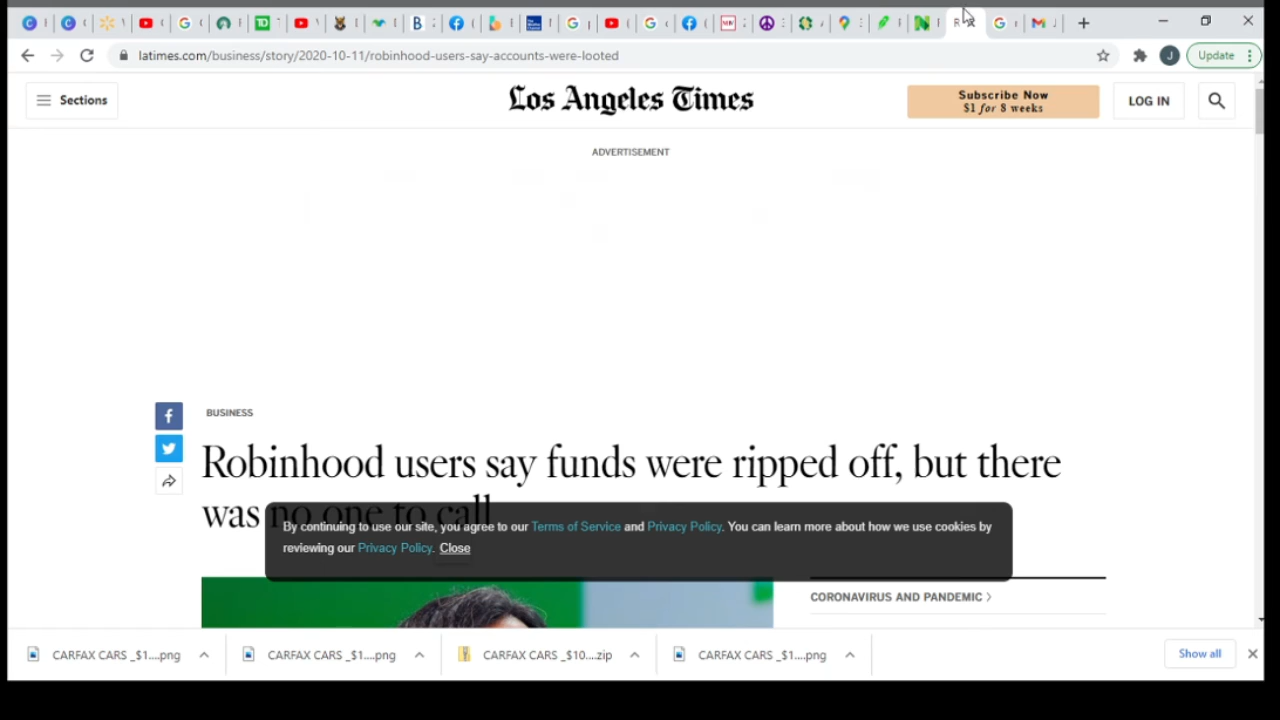 latimes.com/business/story/2020-10-11/robinhood-users-say-accounts-were-looted
J
Update
Sections
Los Angeles Times
Subscribe Now
$1 for 8 weeks
LOG IN
ADVERTISEMENT
BUSINESS
Robinhood users say funds were ripped off, but there
was no one to call
By continuing to use our site, you agree to our Terms of Service and Privacy Policy. You can learn more about how we use cookies by
reviewing our Privacy Policy. Close
CORONAVIRUS AND PANDEMIC
CARFAX CARS _$1....png
CARFAX CARS _$1....png
CARFAX CARS _$10....zip
CARFAX CARS _$1....png
Show all